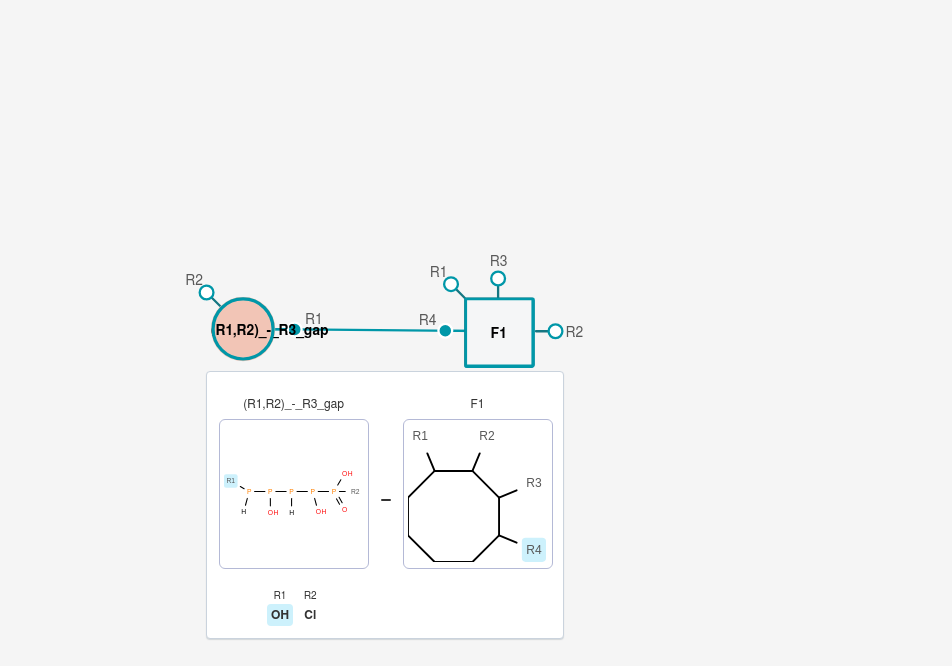 R3
R1
R2
R1
R4
(R1,R2)_-_R3_gap
F1
R2
(R1,R2)_-_R3_gap
F1
R1
R2
OH
R1
R3
P
P
P
P
P
R2
H
OH
H
OH
O
–
R4
R1
R2
OH
Cl